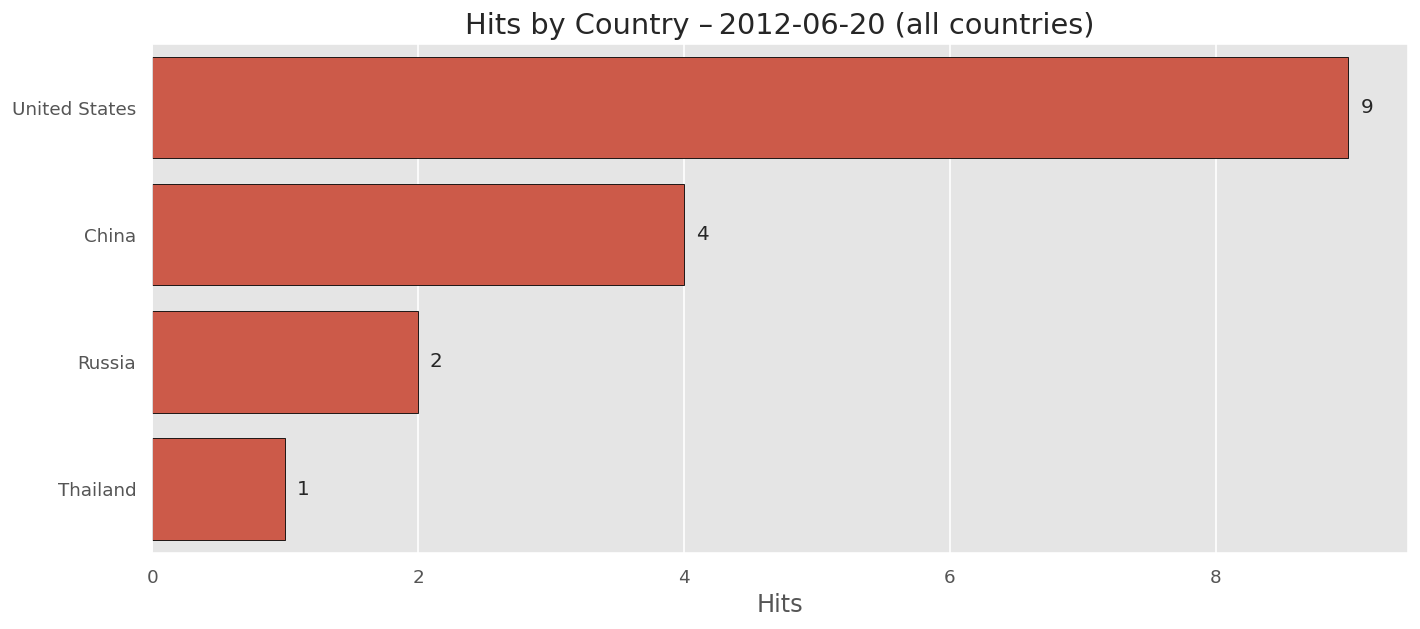 Hits by Country – 2012-06-20 (all countries)
United States
9
China
4
Russia
2
Thailand
1
0 2 4 6 8
Hits